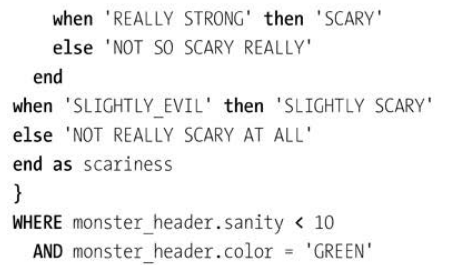 when 'REALLY STRONG' then 'SCARY'
else 'NOT SO SCARY REALLY'
end
when 'SLIGHTLY_EVIL' then 'SLIGHTLY SCARY'
else 'NOT REALLY SCARY AT ALL'
end as scariness
}
WHERE monster_header.sanity < 10
AND monster_header.color = 'GREEN'